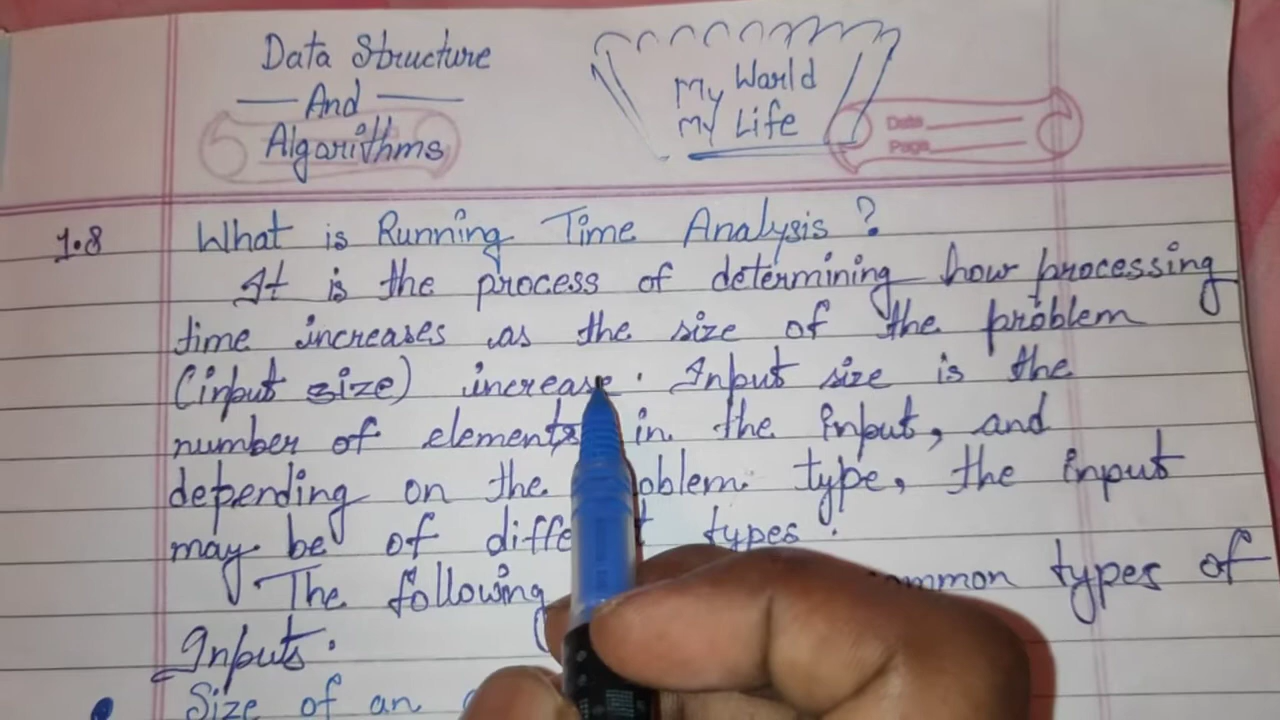 Data Structure
And
Algorithms
My World
My Life
Date
Page
1.8 What is Running Time Analysis ?
It is the process of determining how processing
time increases as the size of the problem
(input size) increase. Input size is the
number of elements in the input, and
depending on the oblem type, the input
may be of diffe t types.
The following mmon types of
Inputs.
Size of an